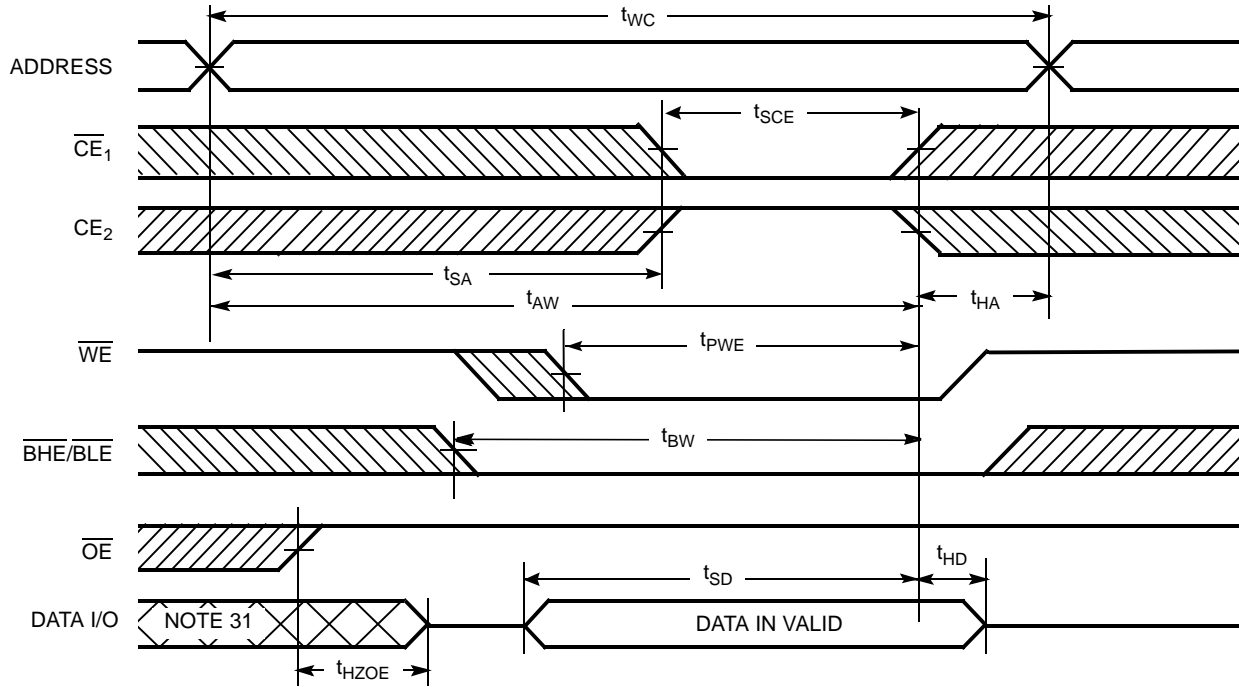 tWC
ADDRESS
tSCE
CE1
CE2
tSA
tAW
tHA
WE
tPWE
BHE/BLE
tBW
OE
tHD
tSD
DATA I/O
NOTE 31
DATA IN VALID
tHZOE